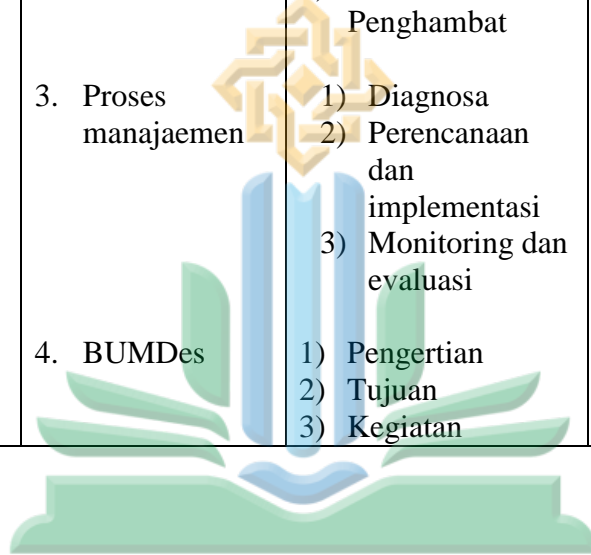 Penghambat
3. Proses
manajaemen
1) Diagnosa
2) Perencanaan
dan
implementasi
3) Monitoring dan
evaluasi
4. BUMDes
1) Pengertian
2) Tujuan
3) Kegiatan